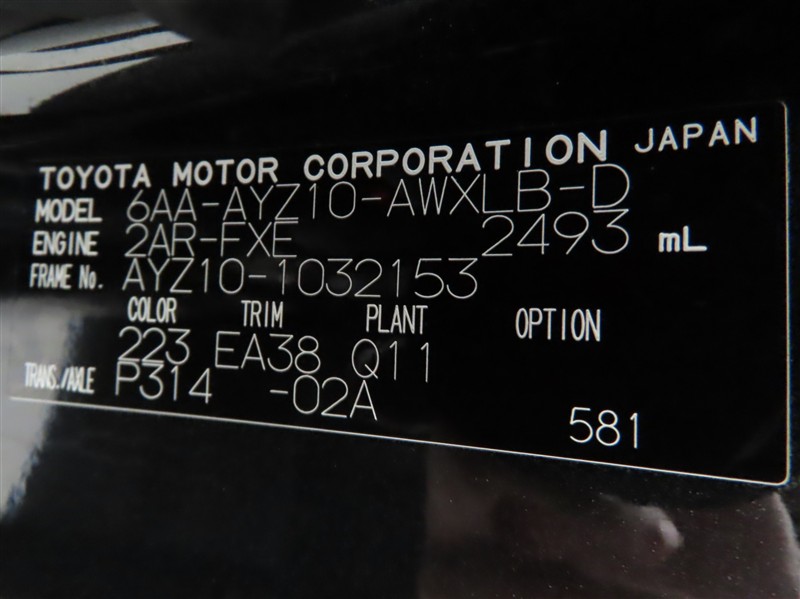 TOYOTA MOTOR CORPORATION JAPAN
MODEL 6AA-AYZ10-AWXLB-D
ENGINE 2AR-FXE 2493 mL
FRAME No. AYZ10-1032153
COLOR TRIM PLANT OPTION
223 EA38 Q11
TRANS./AXLE P314 -02A
581